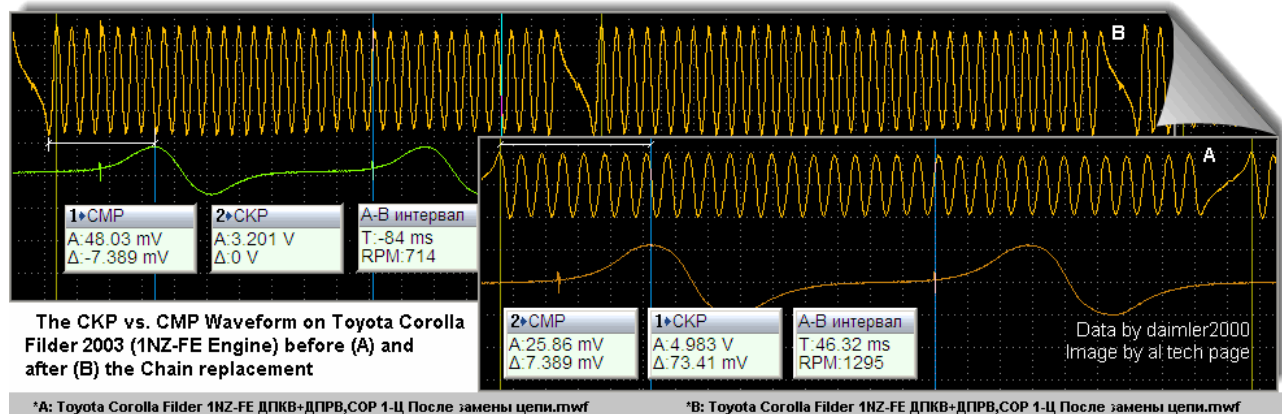 B
A
1♦CMP
A:48.03 mV
Δ:-7.389 mV
2♦CKP
A:3.201 V
Δ:0 V
A-B интервал
T:-84 ms
RPM:714
2♦CMP
A:25.86 mV
Δ:7.389 mV
1♦CKP
A:4.983 V
Δ:73.41 mV
A-B интервал
T:46.32 ms
RPM:1295
The CKP vs. CMP Waveform on Toyota Corolla
Filder 2003 (1NZ-FE Engine) before (A) and
after (B) the Chain replacement
Data by daimler2000
Image by al tech page
*A: Toyota Corolla Filder 1NZ-FE ДПКВ+ДПРВ,COP 1-Ц После замены цепи.mwf
*B: Toyota Corolla Filder 1NZ-FE ДПКВ+ДПРВ,COP 1-Ц После замены цепи.mwf